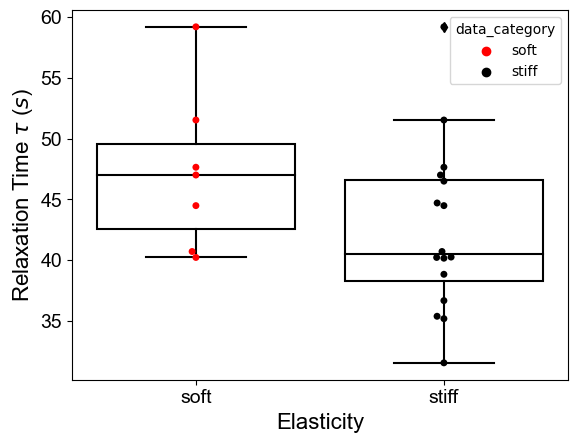 60
55
50
45
40
35
Relaxation Time τ (s)
data_category
soft
stiff
soft
stiff
Elasticity